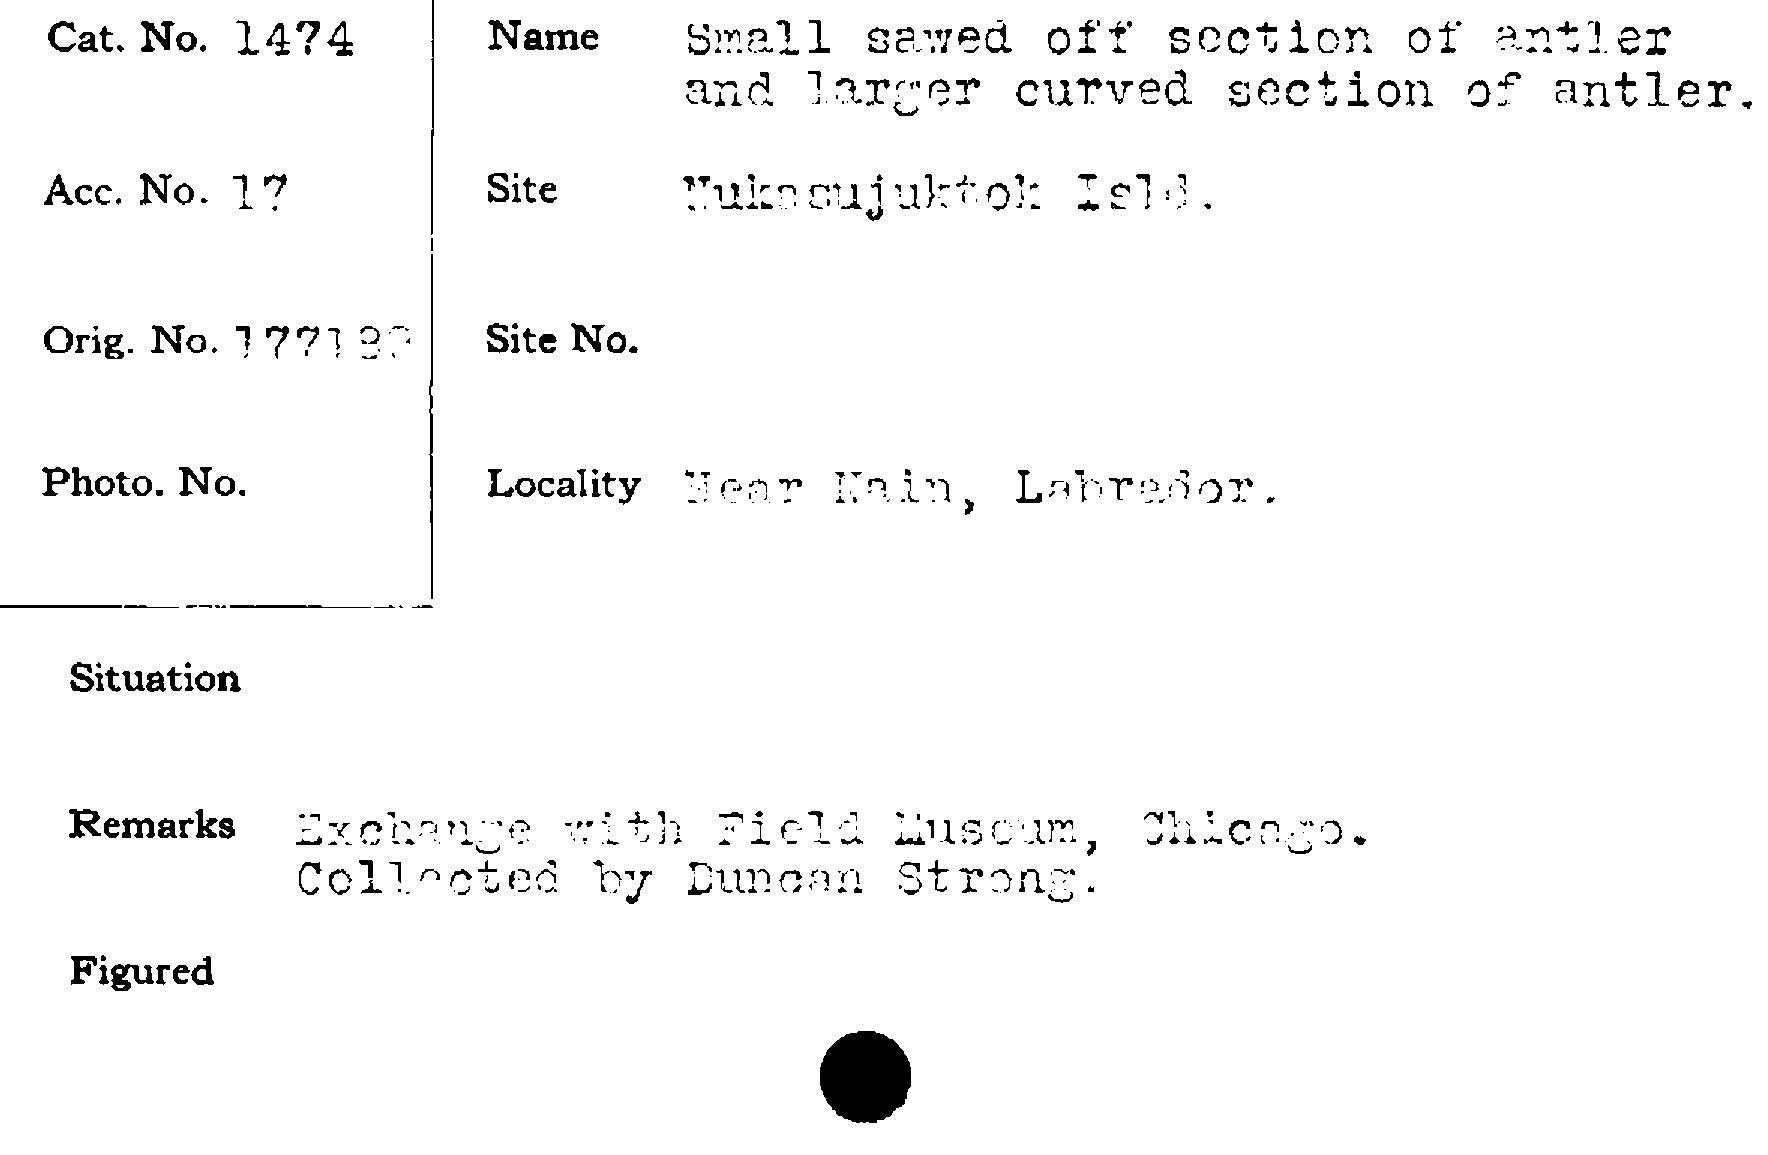 Cat. No. 1474
Name Small sawed off section of antler
and larger curved section of antler.
Acc. No. 17
Site Nukasujuktok Isld.
Orig. No.
Site No.
Photo. No.
Locality Near Nain, Labrador.
Situation
Remarks Exchange with Field Museum, Chicago.
Collected by Duncan Strong.
Figured